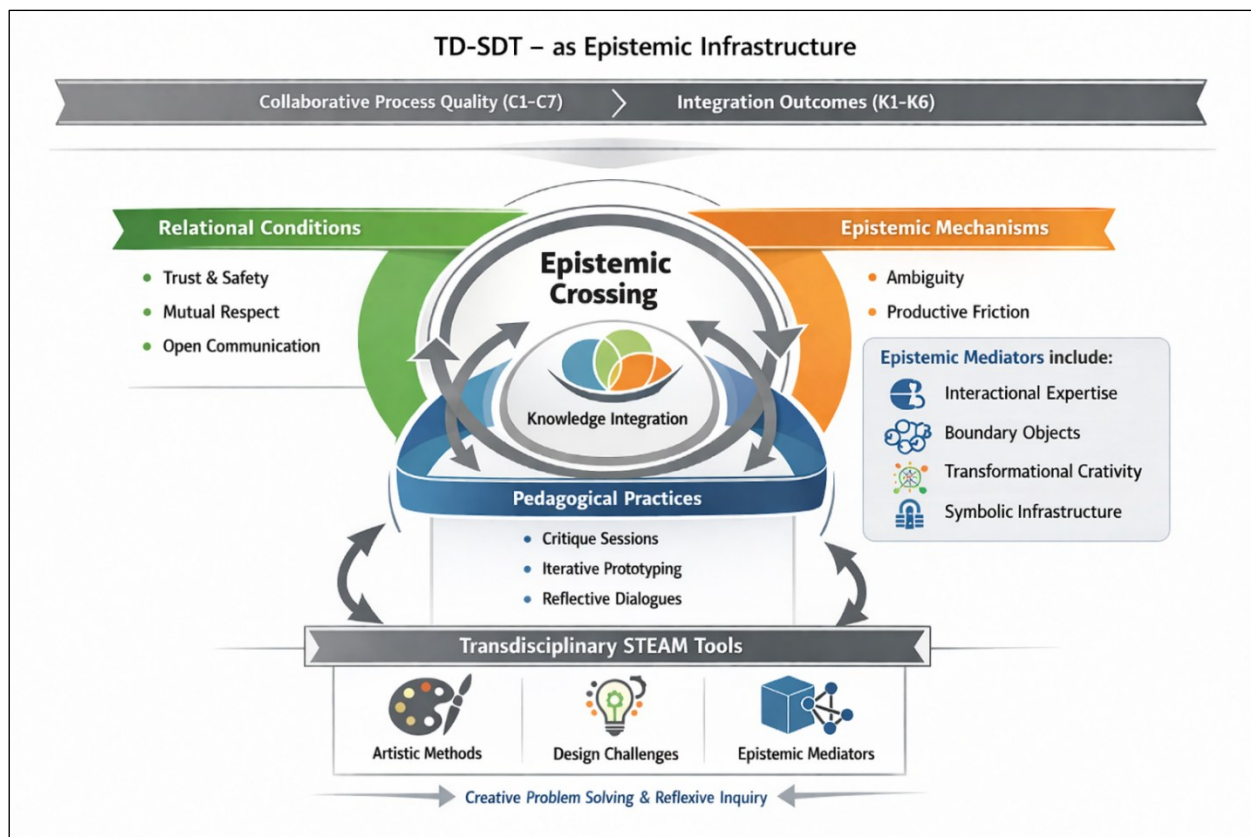 TD-SDT – as Epistemic Infrastructure
Collaborative Process Quality (C1–C7)
Integration Outcomes (K1–K6)
Relational Conditions
Trust & Safety
Mutual Respect
Open Communication
Epistemic
Crossing
Knowledge Integration
Epistemic Mechanisms
Ambiguity
Productive Friction
Epistemic Mediators include:
Interactional Expertise
Boundary Objects
Transformational Crativity
Symbolic Infrastructure
Pedagogical Practices
Critique Sessions
Iterative Prototyping
Reflective Dialogues
Transdisciplinary STEAM Tools
Artistic Methods
Design Challenges
Epistemic Mediators
Creative Problem Solving & Reflexive Inquiry